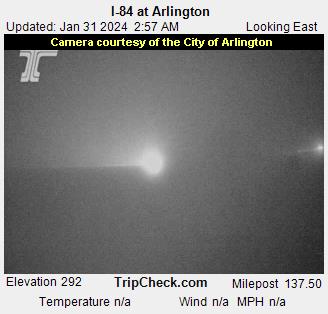 I-84 at Arlington
Updated: Jan 31 2024 2:57 AM Looking East
Camera courtesy of the City of Arlington
Elevation 292 TripCheck.com Milepost 137.50
Temperature n/a Wind n/a MPH n/a